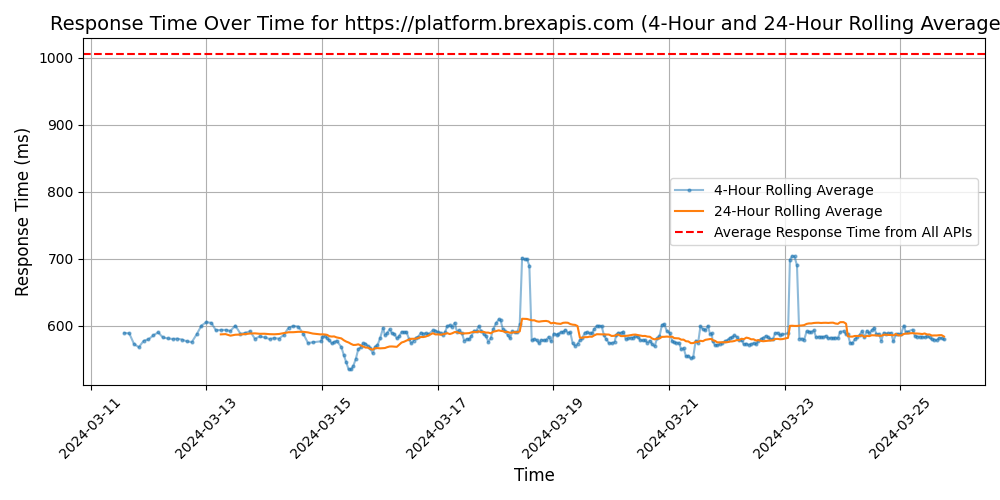 Response Time Over Time for https://platform.brexapis.com (4-Hour and 24-Hour Rolling Average
Response Time (ms)
1000
900
800
700
600
4-Hour Rolling Average
24-Hour Rolling Average
Average Response Time from All APIs
2024-03-11
2024-03-13
2024-03-15
2024-03-17
2024-03-19
2024-03-21
2024-03-23
2024-03-25
Time